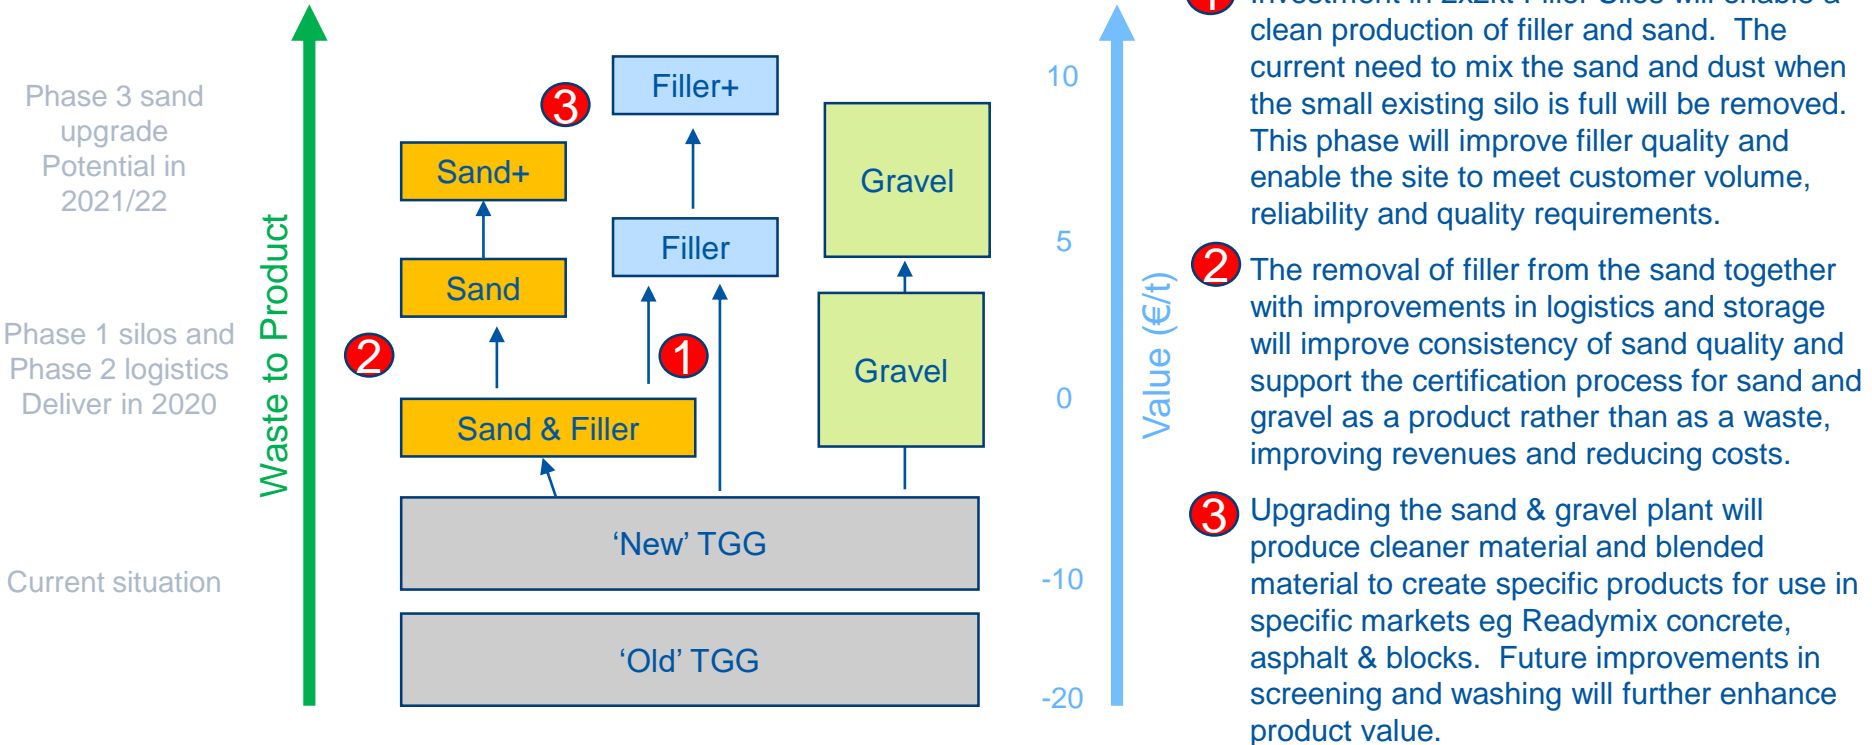 Phase 3 sand
upgrade
Potential in
2021/22
Phase 1 silos and
Phase 2 logistics
Deliver in 2020
Current situation
Waste to Product
3
Filler+
Sand+
Gravel
Filler
Sand
2
1
Gravel
Sand & Filler
‘New’ TGG
‘Old’ TGG
10
5
0
-10
-20
Value (€/t)
1
Investment in 2x2kt Filler Silos will enable a
clean production of filler and sand. The
current need to mix the sand and dust when
the small existing silo is full will be removed.
This phase will improve filler quality and
enable the site to meet customer volume,
reliability and quality requirements.
2
The removal of filler from the sand together
with improvements in logistics and storage
will improve consistency of sand quality and
support the certification process for sand and
gravel as a product rather than as a waste,
improving revenues and reducing costs.
3
Upgrading the sand & gravel plant will
produce cleaner material and blended
material to create specific products for use in
specific markets eg Readymix concrete,
asphalt & blocks. Future improvements in
screening and washing will further enhance
product value.